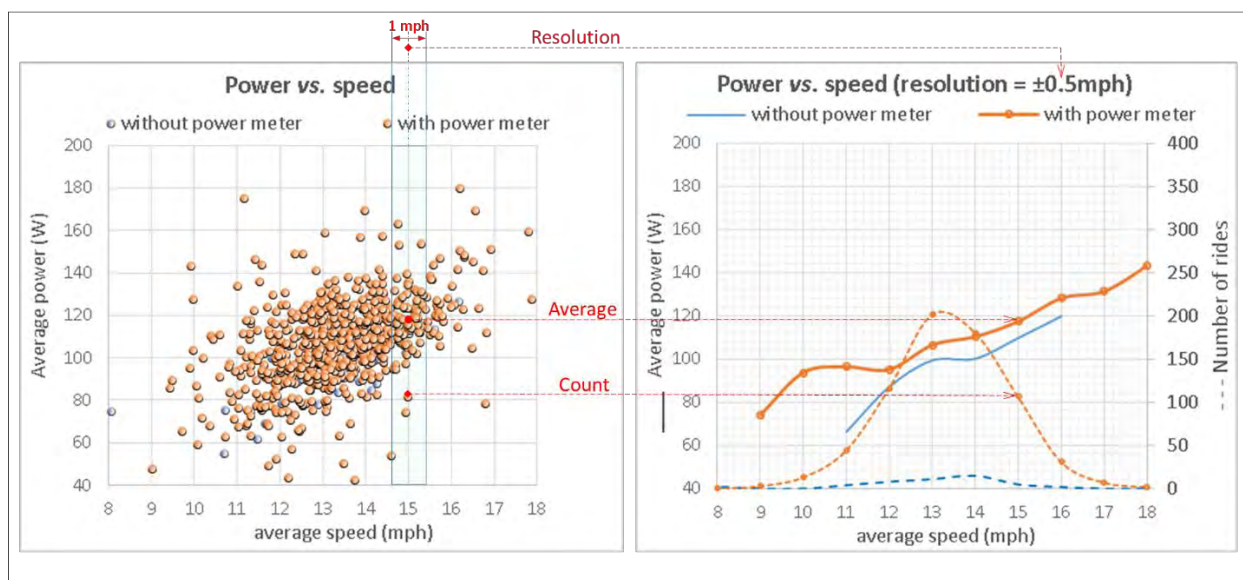 1 mph
Resolution
Power vs. speed
without power meter
with power meter
200
180
160
140
120
100
80
60
40
Average power (W)
8 9 10 11 12 13 14 15 16 17 18
average speed (mph)
Average
Count
Power vs. speed (resolution = ±0.5mph)
without power meter
with power meter
200
180
160
140
120
100
80
60
40
Average power (W)
400
350
300
250
200
150
100
50
0
Number of rides
8 9 10 11 12 13 14 15 16 17 18
average speed (mph)